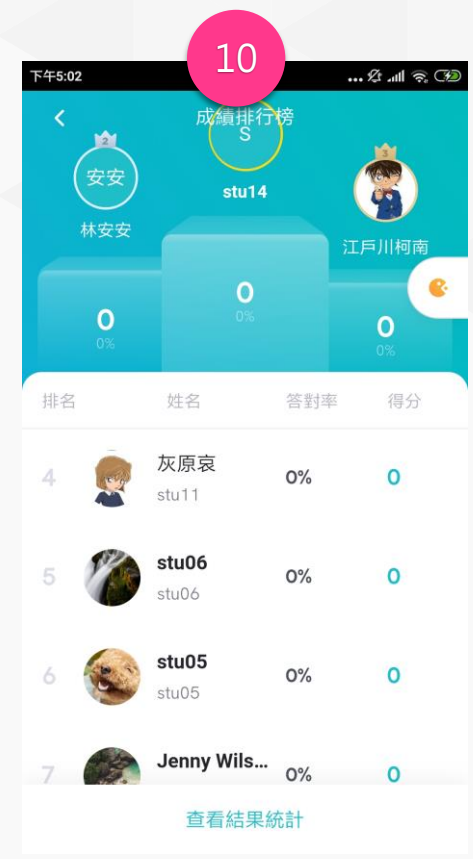 10
下午5:02
成績排行榜
2
S
3
安安
stu14
林安安
江戶川柯南
0
0%
0
0%
0
0%
排名 姓名 答對率 得分
4 灰原哀 0% 0
stu11
5 stu06 0% 0
stu06
6 stu05 0% 0
stu05
7 Jenny Wils... 0% 0
查看結果統計